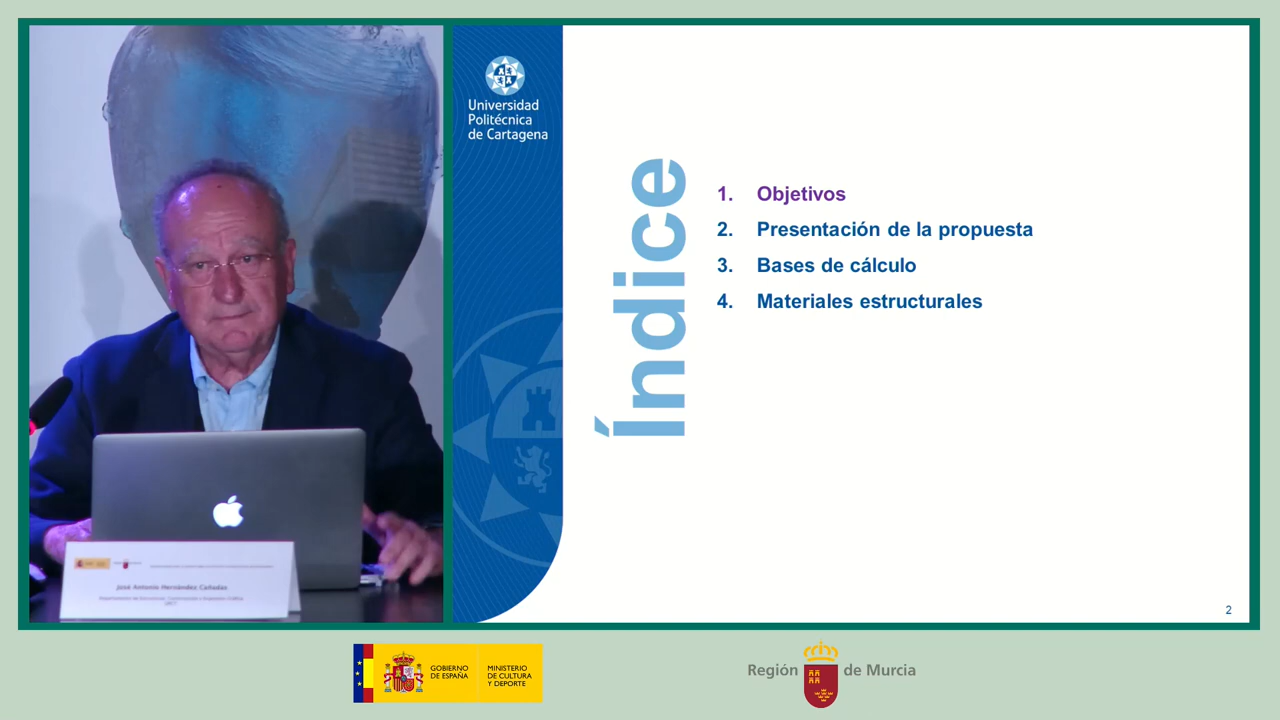 Universidad
Politécnica
de Cartagena
Índice
1. Objetivos
2. Presentación de la propuesta
3. Bases de cálculo
4. Materiales estructurales
2
José Antonio Hernández Cañadas
GOBIERNO
DE ESPAÑA
MINISTERIO
DE CULTURA
Y DEPORTE
Región de Murcia